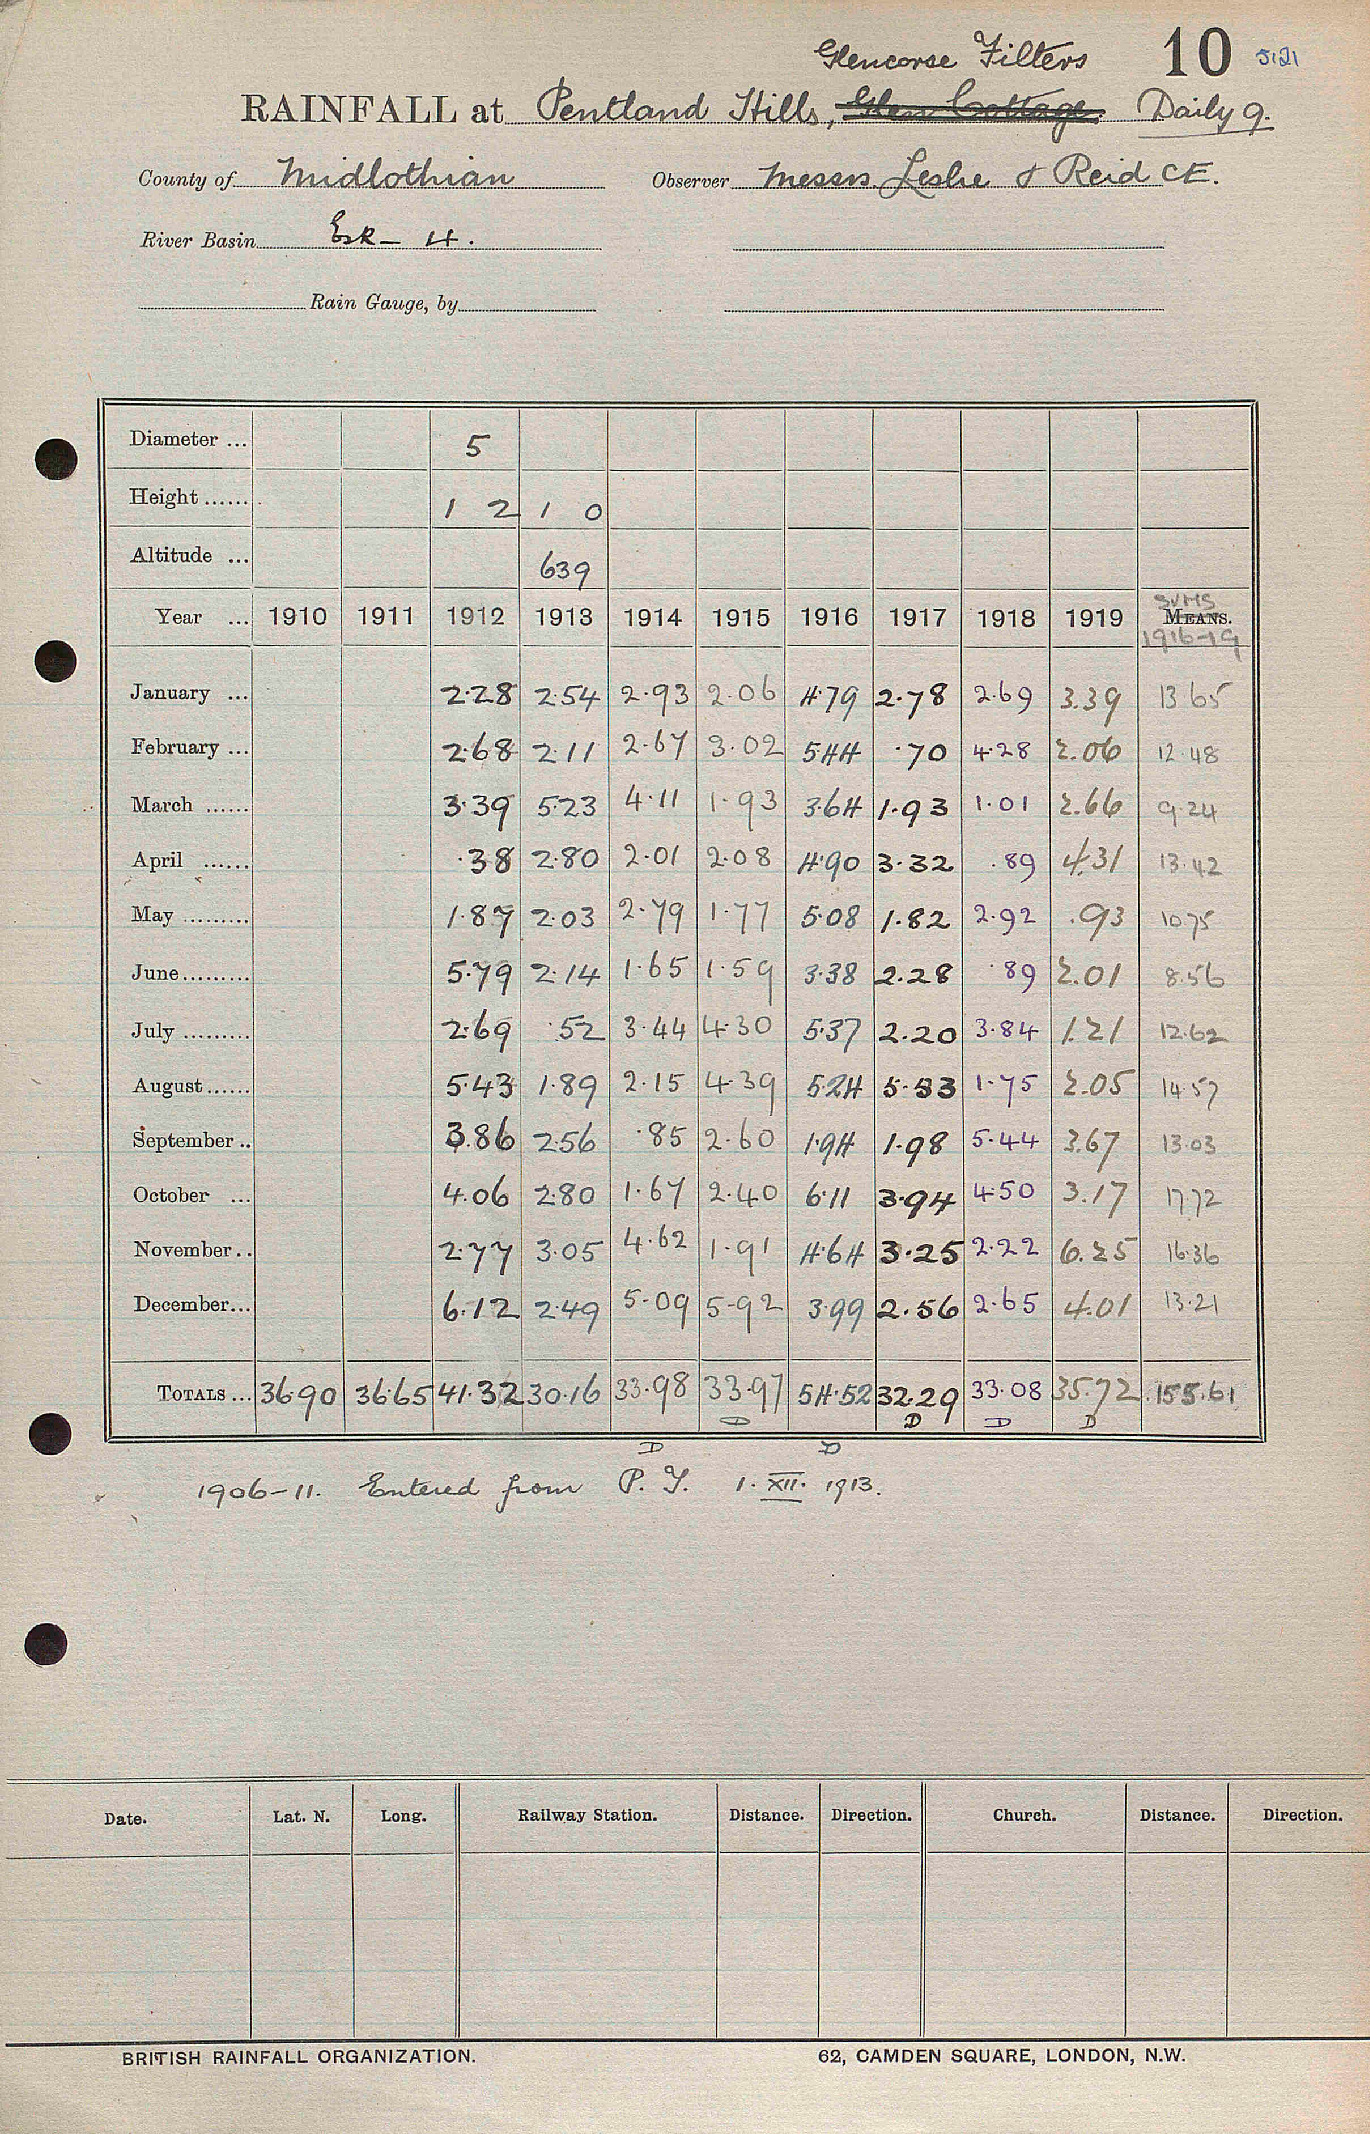 Glencorse Filters 10 5121
RAINFALL at Pentland Hills, Glen Cottage Daily 9.
County of Midlothian Observer Messrs. Leslie & Reid C.E.
River Basin Esk - 4.
Rain Gauge, by
Diameter ... 5
Height ...... 1 2 1 0
Altitude ... 639
SUMS
Year ... 1910 1911 1912 1913 1914 1915 1916 1917 1918 1919 MEANS.
1916-19
January ... 2.28 2.54 2.93 2.06 4.79 2.78 2.69 3.39 13.65
February ... 2.68 2.11 2.67 3.02 5.44 .70 4.28 2.06 12.48
March ...... 3.39 5.23 4.11 1.93 3.64 1.93 1.01 2.66 9.24
April ...... .38 2.80 2.01 2.08 4.90 3.32 .89 4.31 13.42
May ......... 1.87 2.03 2.79 1.77 5.08 1.82 2.92 .93 10.75
June ......... 5.79 2.14 1.65 1.59 3.38 2.28 .89 2.01 8.56
July ......... 2.69 .52 3.44 4.30 5.37 2.20 3.84 1.21 12.62
August ...... 5.43 1.89 2.15 4.39 5.24 5.53 1.75 2.05 14.57
September .. 3.86 2.56 .85 2.60 1.94 1.98 5.44 3.67 13.03
October ... 4.06 2.80 1.67 2.40 6.11 3.94 4.50 3.17 17.72
November .. 2.77 3.05 4.62 1.91 4.64 3.25 2.22 6.25 16.36
December ... 6.12 2.49 5.09 5.92 3.99 2.56 2.65 4.01 13.21
TOTALS ... 36.90 36.65 41.32 30.16 33.98 33.97 54.52 32.29 33.08 35.72 155.61
D D D D
D D
1906-11. Entered from P. T. 1. XII. 1913.
Date. Lat. N. Long. Railway Station. Distance. Direction. Church. Distance. Direction.
BRITISH RAINFALL ORGANIZATION. 62, CAMDEN SQUARE, LONDON, N.W.